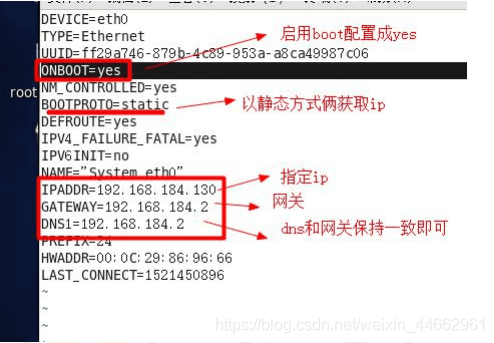 DEVICE=eth0
TYPE=Ethernet
UUID=ff29a746-879b-4c89-953a-a8ca49987c06
启用boot配置成yes
ONBOOT=yes
NM_CONTROLLED=yes
root
BOOTPROTO=static
以静态方式俩获取ip
DEFROUTE=yes
IPV4_FAILURE_FATAL=yes
IPV6INIT=no
NAME="System eth0"
IPADDR=192.168.184.130
指定ip
GATEWAY=192.168.184.2
网关
DNS1=192.168.184.2
dns和网关保持一致即可
PREFIX=24
HWADDR=00:0C:29:86:96:66
LAST_CONNECT=1521450896
~
~
~
~
https://blog.csdn.net/weixin_44662961